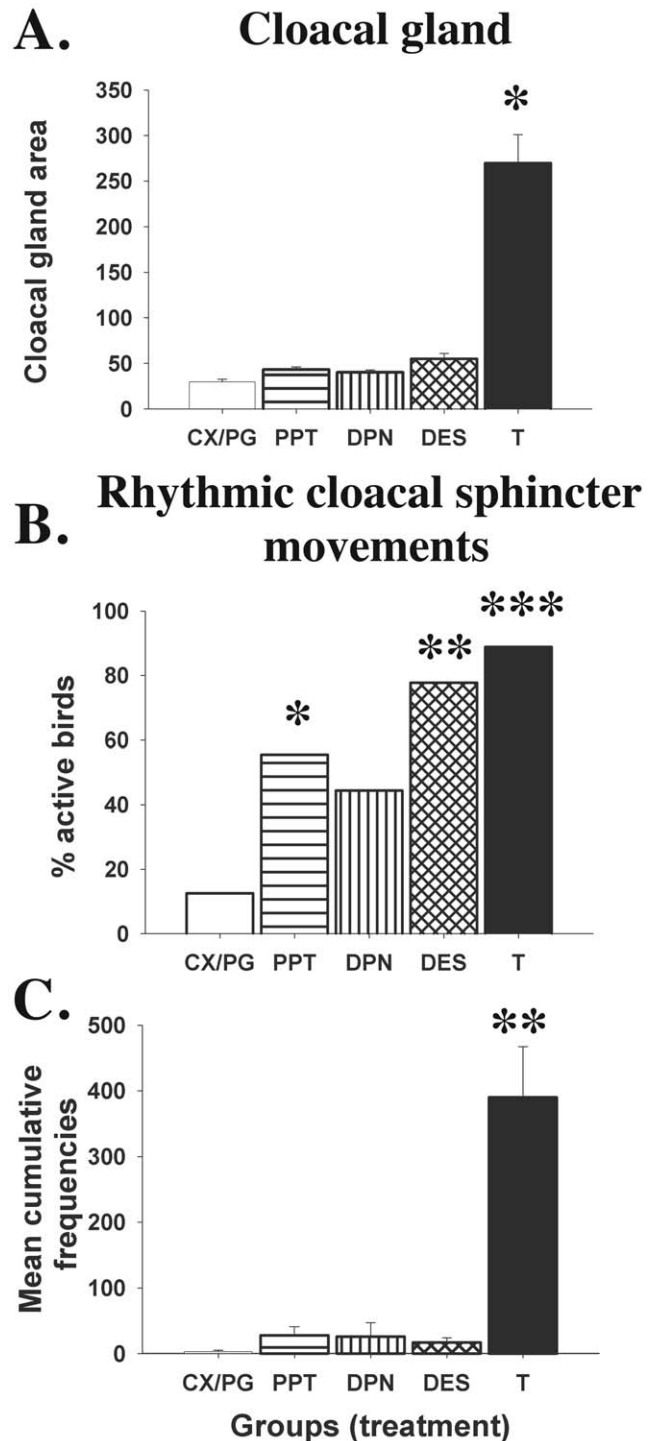 A. Cloacal gland
*
350
300
250
200
150
100
50
0
Cloacal gland area
CX/PG PPT DPN DES T
Rhythmic cloacal sphincter
B. movements
100
80
60
40
20
0
% active birds
* ** ***
CX/PG PPT DPN DES T
C.
**
500
400
300
200
100
0
Mean cumulative
frequencies
CX/PG PPT DPN DES T
Groups (treatment)